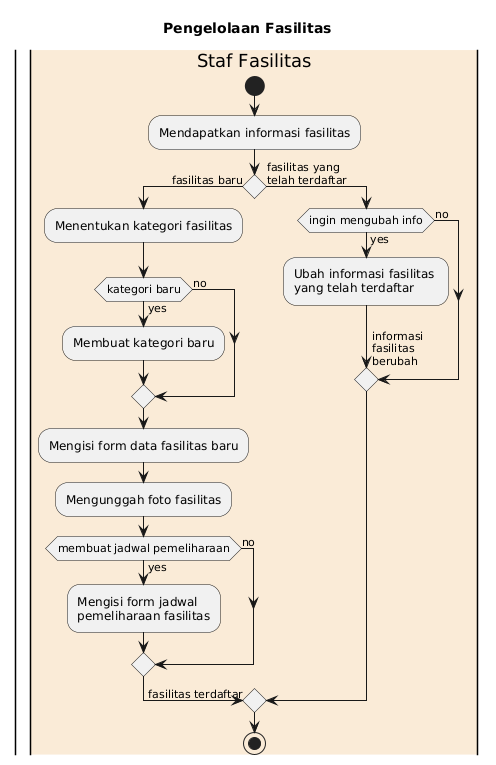 Pengelolaan Fasilitas
Staf Fasilitas
Mendapatkan informasi fasilitas
fasilitas baru
fasilitas yang
telah terdaftar
Menentukan kategori fasilitas
kategori baru
no
yes
Membuat kategori baru
Mengisi form data fasilitas baru
Mengunggah foto fasilitas
membuat jadwal pemeliharaan
no
yes
Mengisi form jadwal
pemeliharaan fasilitas
fasilitas terdaftar
ingin mengubah info
no
yes
Ubah informasi fasilitas
yang telah terdaftar
informasi
fasilitas
berubah